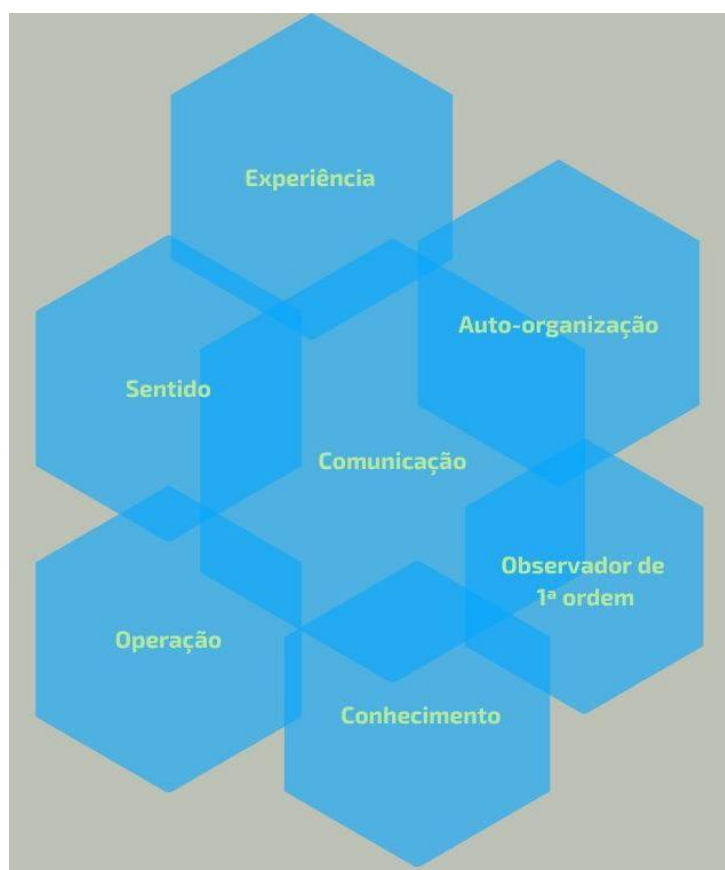 Experiência
Auto-organização
Sentido
Comunicação
Observador de
1ª ordem
Operação
Conhecimento